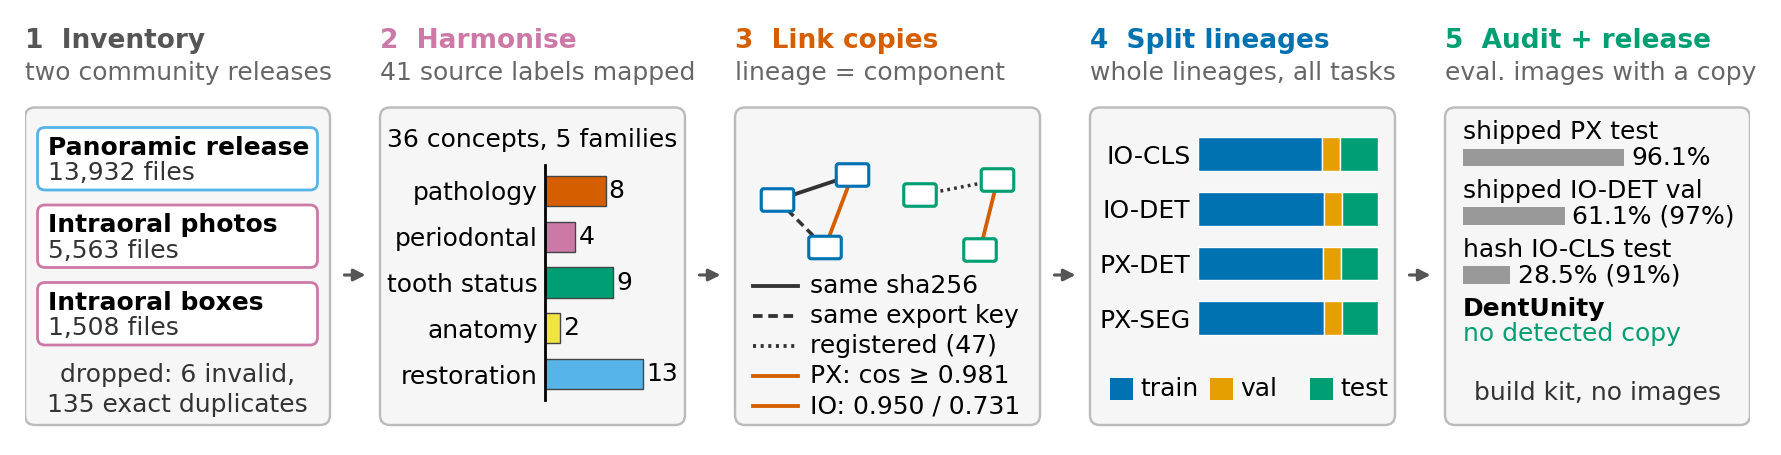 1 Inventory
two community releases
Panoramic release
13,932 files
Intraoral photos
5,563 files
Intraoral boxes
1,508 files
dropped: 6 invalid,
135 exact duplicates
2 Harmonise
41 source labels mapped
36 concepts, 5 families
pathology 8
periodontal 4
tooth status 9
anatomy 2
restoration 13
3 Link copies
lineage = component
same sha256
same export key
registered (47)
PX: cos ≥ 0.981
IO: 0.950 / 0.731
4 Split lineages
whole lineages, all tasks
IO-CLS
IO-DET
PX-DET
PX-SEG
train val test
5 Audit + release
eval. images with a copy
shipped PX test
96.1%
shipped IO-DET val
61.1% (97%)
hash IO-CLS test
28.5% (91%)
DentUnity
no detected copy
build kit, no images